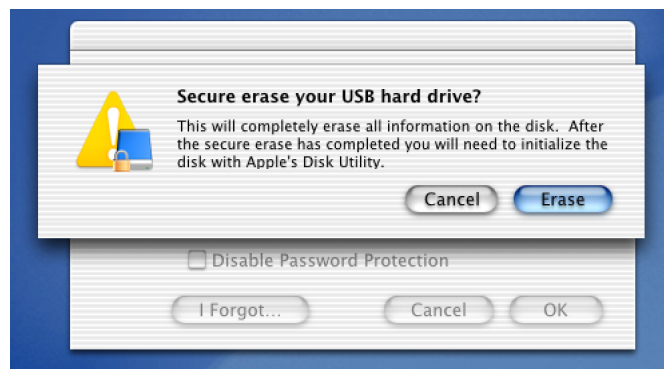 Secure erase your USB hard drive?
This will completely erase all information on the disk.  After
the secure erase has completed you will need to initialize the
disk with Apple's Disk Utility.
Cancel Erase
Disable Password Protection
I Forgot... Cancel OK